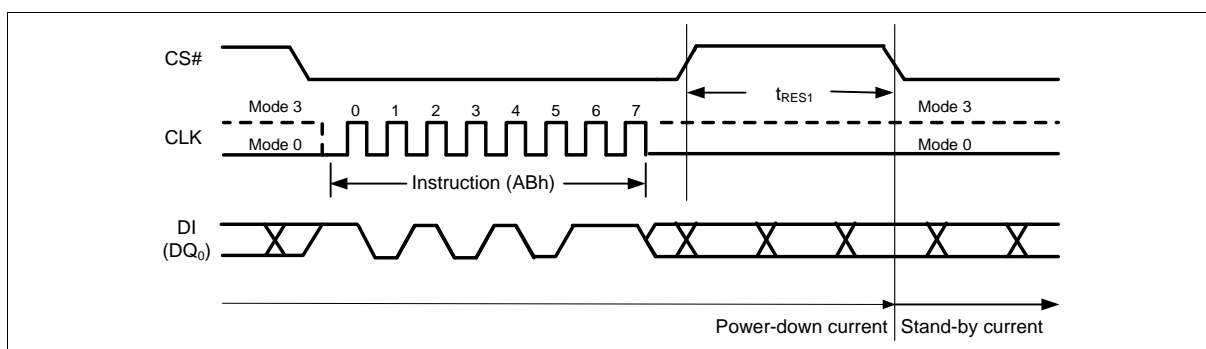 CS#
tRES1
Mode 3 0 1 2 3 4 5 6 7 Mode 3
CLK
Mode 0 Mode 0
Instruction (ABh)
DI
(DQ0)
Power-down current Stand-by current